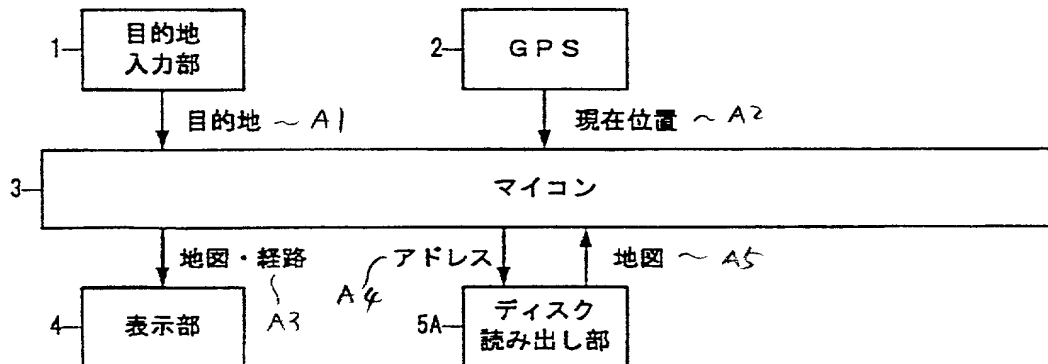 1
目的地
入力部
2
GPS
目的地 ~ A1
現在位置 ~ A2
3
マイコン
地図・経路
A3
アドレス
A4
地図 ~ A5
4
表示部
5A
ディスク
読み出し部